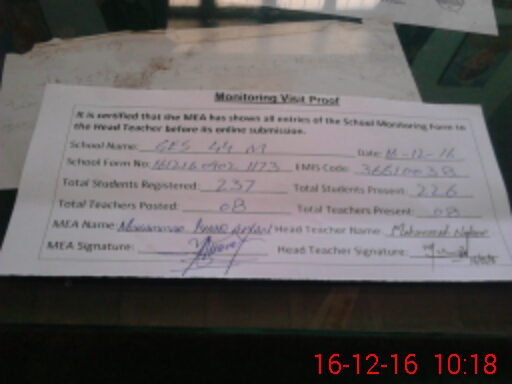 Monitoring Visit Proof
It is certified that the MEA has shown all entries of the School Monitoring Form to
the Head Teacher before its online submission.
School Name: GES 44 M Date: 16-12-16
School Form No: EMIS Code:
Total Students Registered: 237 Total Students Present: 226
Total Teachers Posted: 08 Total Teachers Present: 08
MEA Name Head Teacher Name:
MEA Signature: Head Teacher Signature:
16-12-16 10:18